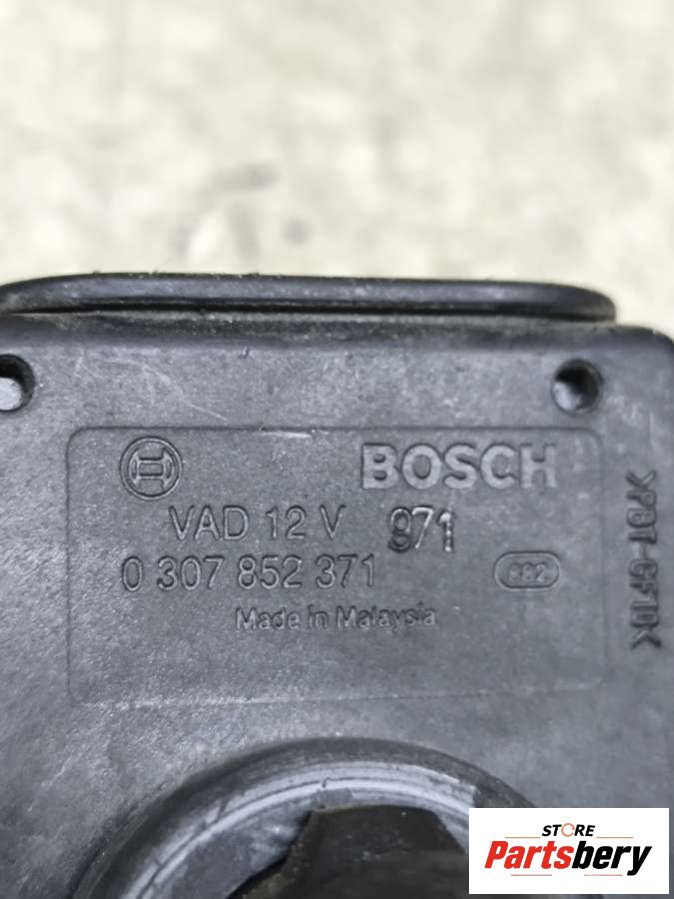 BOSCH
VAD 12 V 971
0 307 852 371
Made in Malaysia
STORE
Partsbery